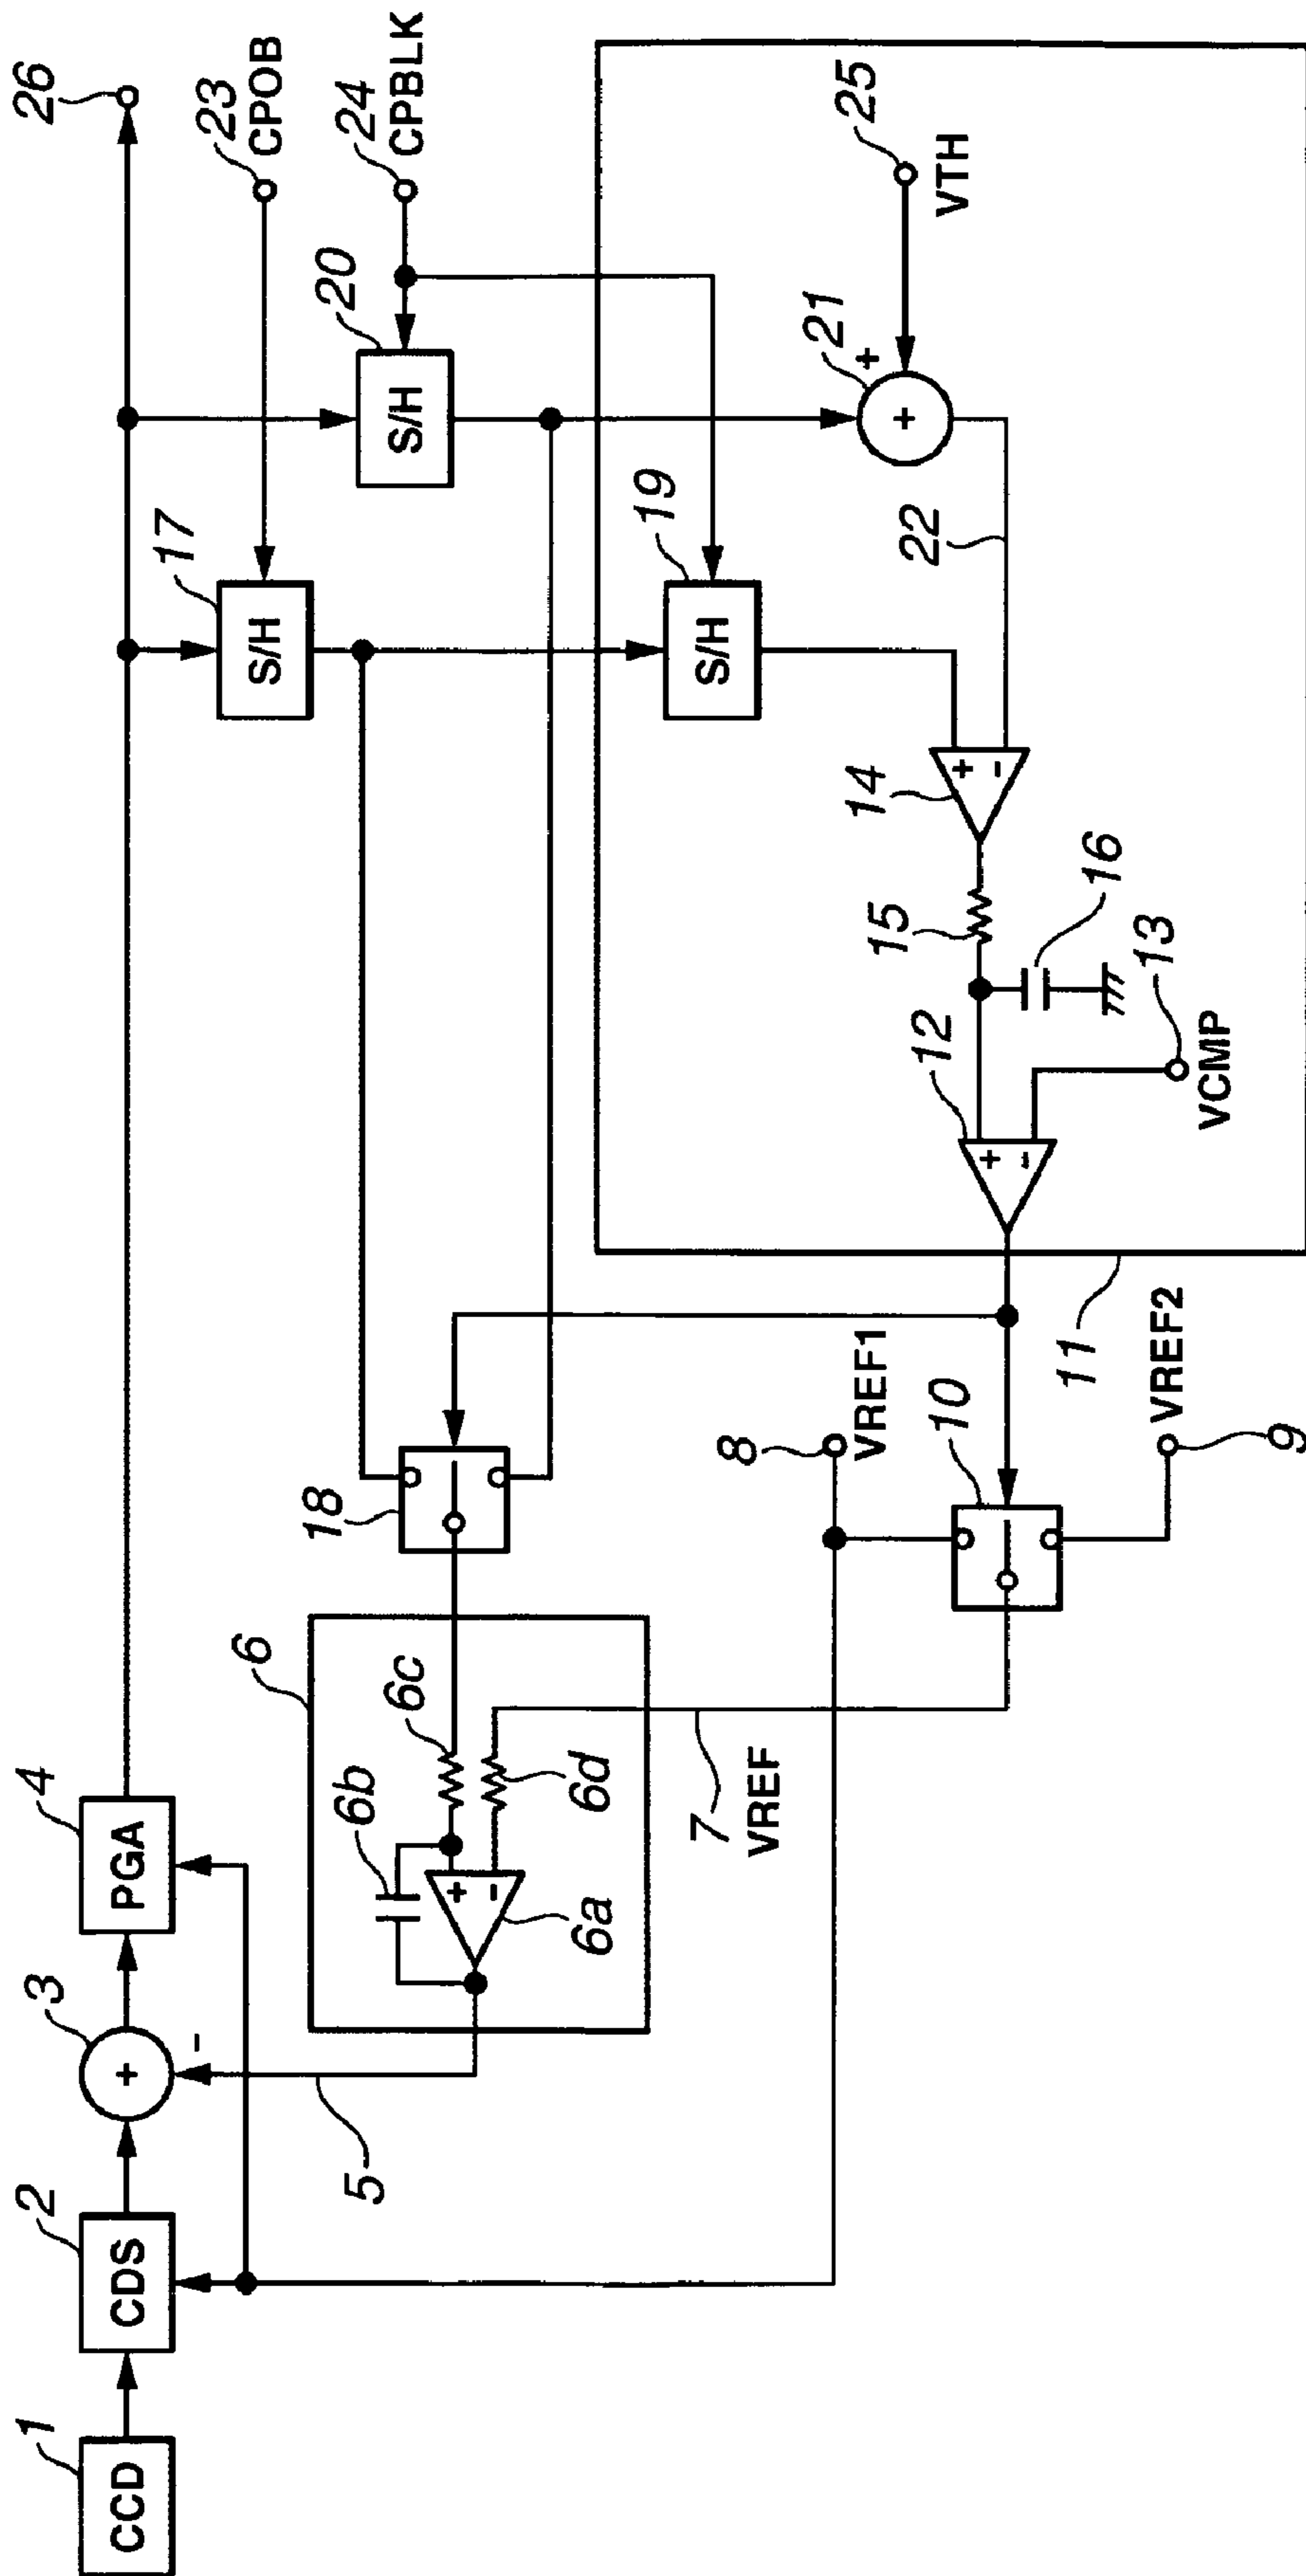 1
CCD
2
CDS
3
+
-
4
PGA
26
5
6
6a
+
-
6b
6c
6d
7
VREF
17
S/H
23
CPOB
20
S/H
24
CPBLK
18
8
VREF1
10
9
VREF2
11
12
+
-
13
VCMP
14
+
-
15
16
19
S/H
21
+
+
22
25
VTH